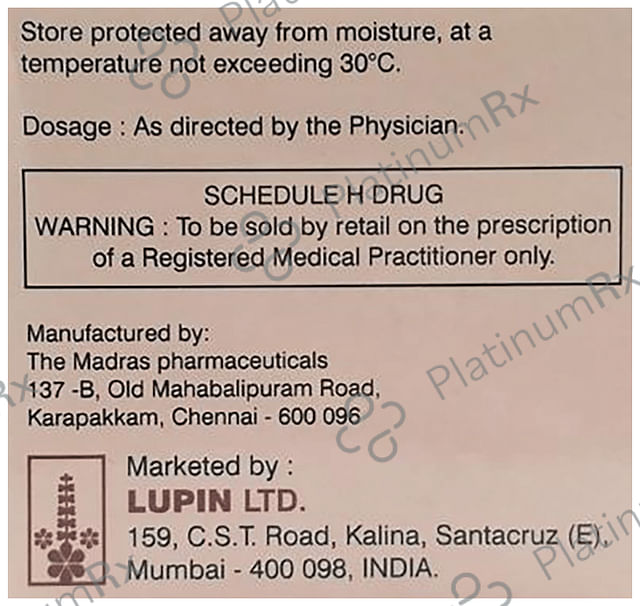 Store protected away from moisture, at a
temperature not exceeding 30°C.
Dosage : As directed by the Physician.
SCHEDULE H DRUG
WARNING : To be sold by retail on the prescription
of a Registered Medical Practitioner only.
Manufactured by:
The Madras pharmaceuticals
137 -B, Old Mahabalipuram Road,
Karapakkam, Chennai - 600 096
Marketed by :
LUPIN LTD.
159, C.S.T. Road, Kalina, Santacruz (E),
Mumbai - 400 098, INDIA.
PlatinumRx
PlatinumRx
PlatinumRx